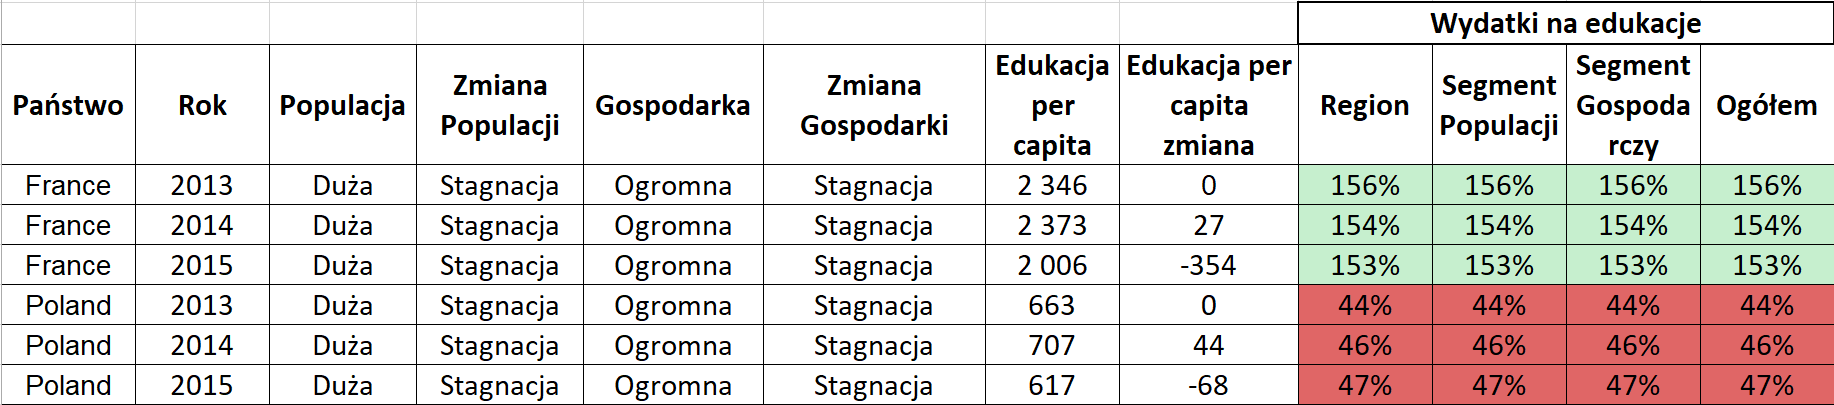 Wydatki na edukacje
Państwo Rok Populacja Zmiana Populacji Gospodarka Zmiana Gospodarki Edukacja per capita Edukacja per capita zmiana Region Segment Populacji Segment Gospoda rczy Ogółem
France 2013 Duża Stagnacja Ogromna Stagnacja 2 346 0 156% 156% 156% 156%
France 2014 Duża Stagnacja Ogromna Stagnacja 2 373 27 154% 154% 154% 154%
France 2015 Duża Stagnacja Ogromna Stagnacja 2 006 -354 153% 153% 153% 153%
Poland 2013 Duża Stagnacja Ogromna Stagnacja 663 0 44% 44% 44% 44%
Poland 2014 Duża Stagnacja Ogromna Stagnacja 707 44 46% 46% 46% 46%
Poland 2015 Duża Stagnacja Ogromna Stagnacja 617 -68 47% 47% 47% 47%